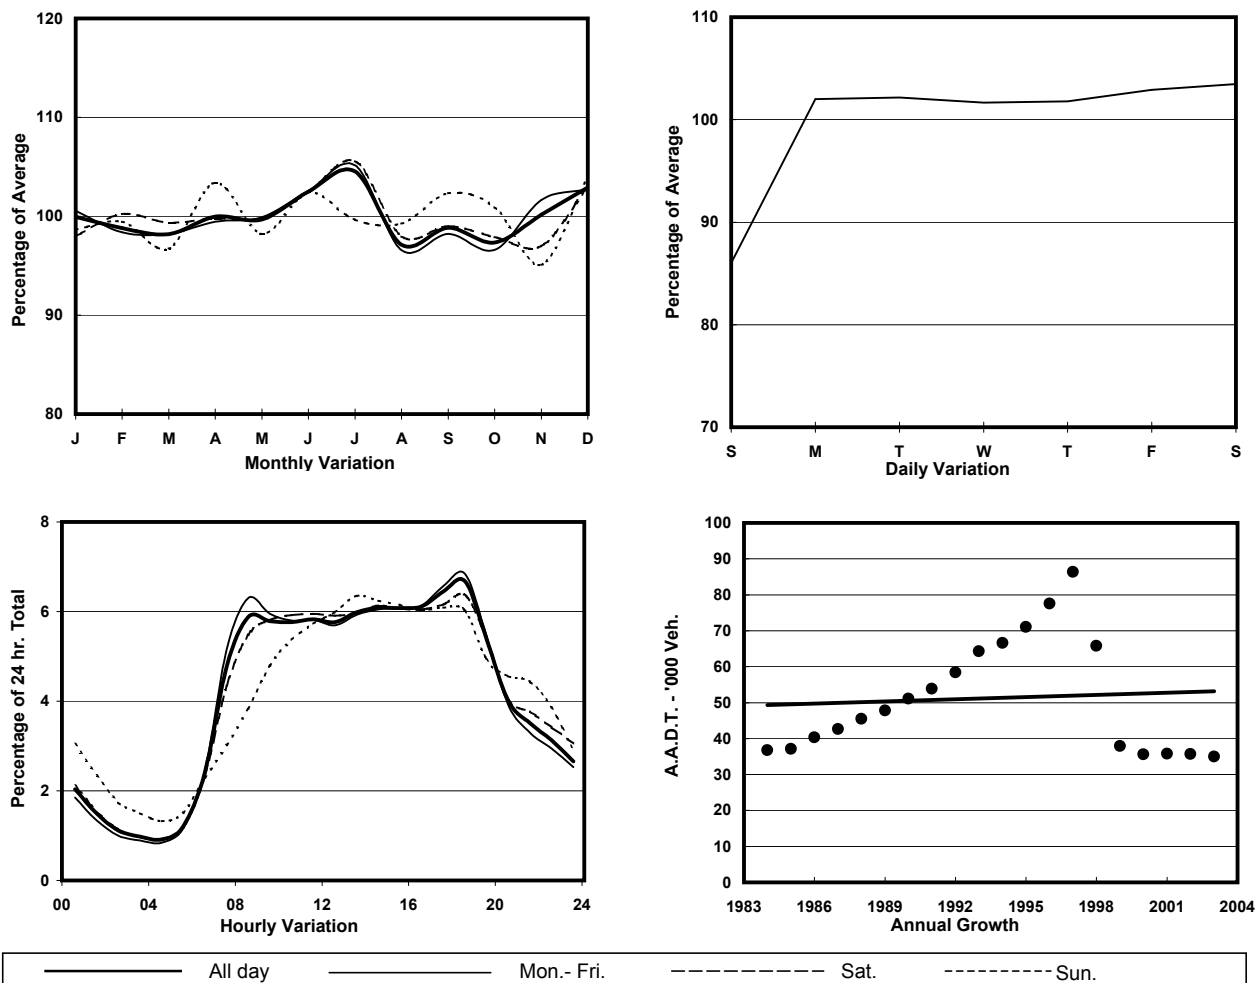 120
110
100
90
80
Percentage of Average
J F M A M J J A S O N D
Monthly Variation
110
100
90
80
70
Percentage of Average
S M T W T F S
Daily Variation
8
6
4
2
0
Percentage of 24 hr. Total
00 04 08 12 16 20 24
Hourly Variation
100
90
80
70
60
50
40
30
20
10
0
A.A.D.T. - '000 Veh.
1983 1986 1989 1992 1995 1998 2001 2004
Annual Growth
All day Mon.- Fri. Sat. Sun.